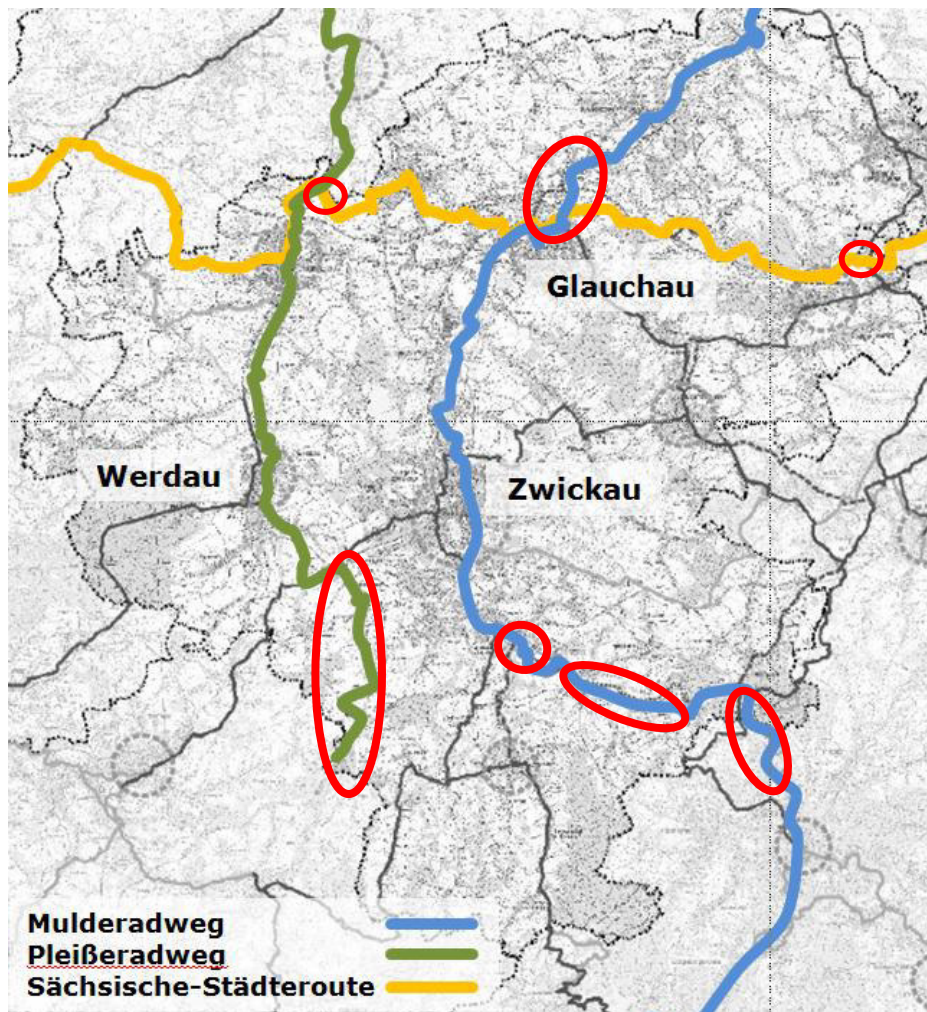 Glauchau
Werdau
Zwickau
Mulderadweg
Pleißeradweg
Sächsische-Städteroute